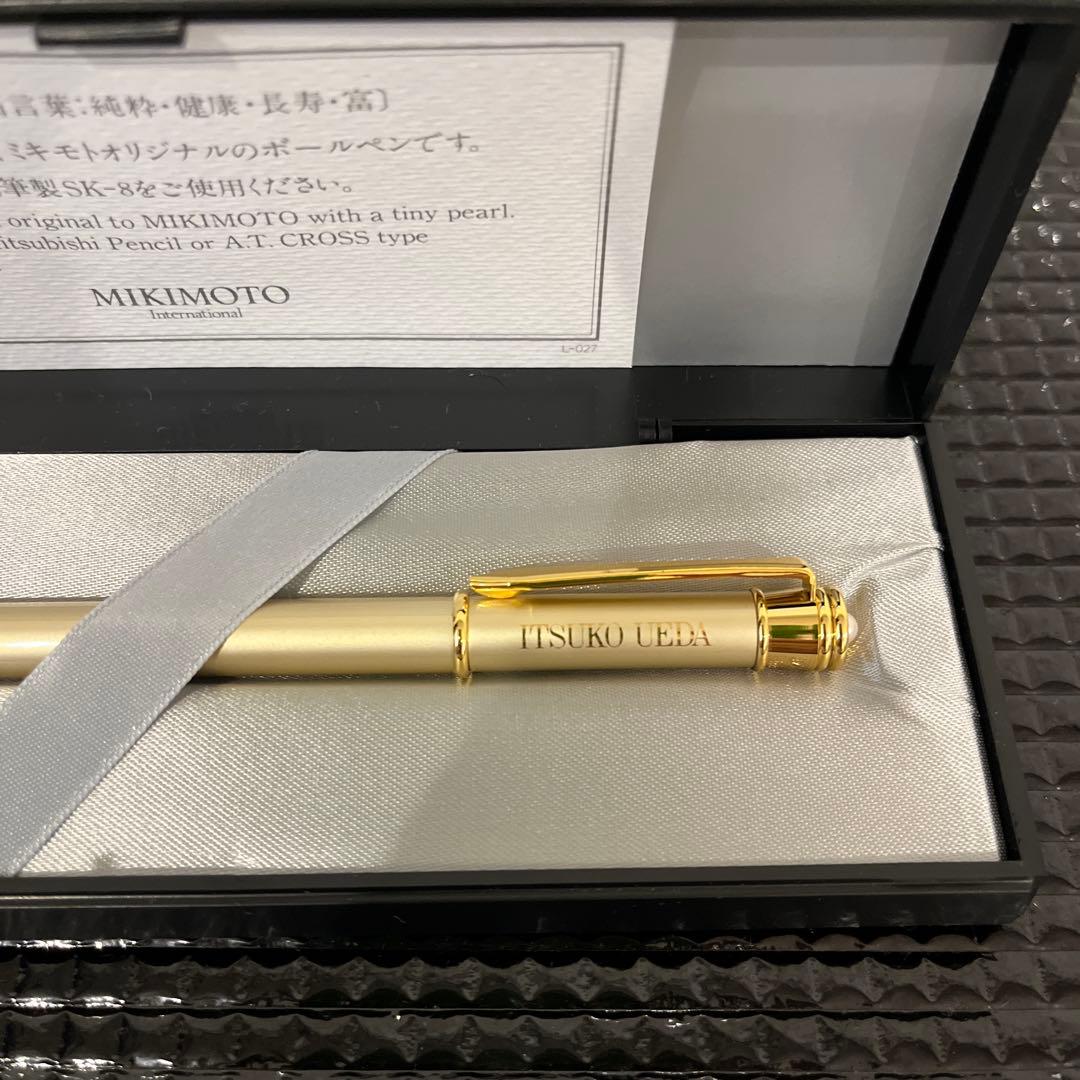 言葉:純粋・健康・長寿・富〕
ミキモトオリジナルのボールペンです。
筆製SK-8をご使用ください。
original to MIKIMOTO with a tiny pearl.
itsubishi Pencil or A.T. CROSS type
MIKIMOTO
International
L-027
ITSUKO UEDA